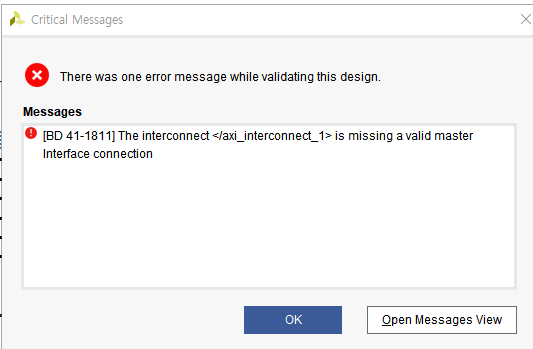 Critical Messages
There was one error message while validating this design.
Messages
[BD 41-1811] The interconnect </axi_interconnect_1> is missing a valid master
Interface connection
OK
Open Messages View